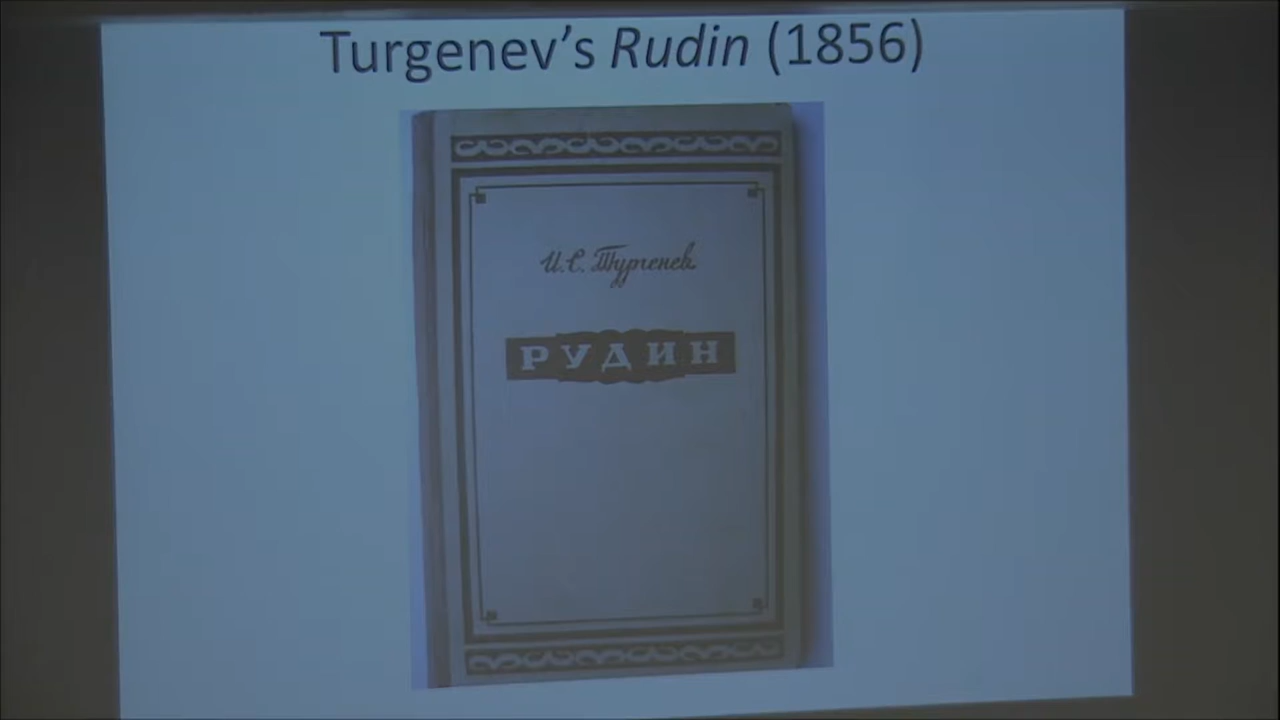 Turgenev’s Rudin (1856)
И. С. Тургенев
РУДИН